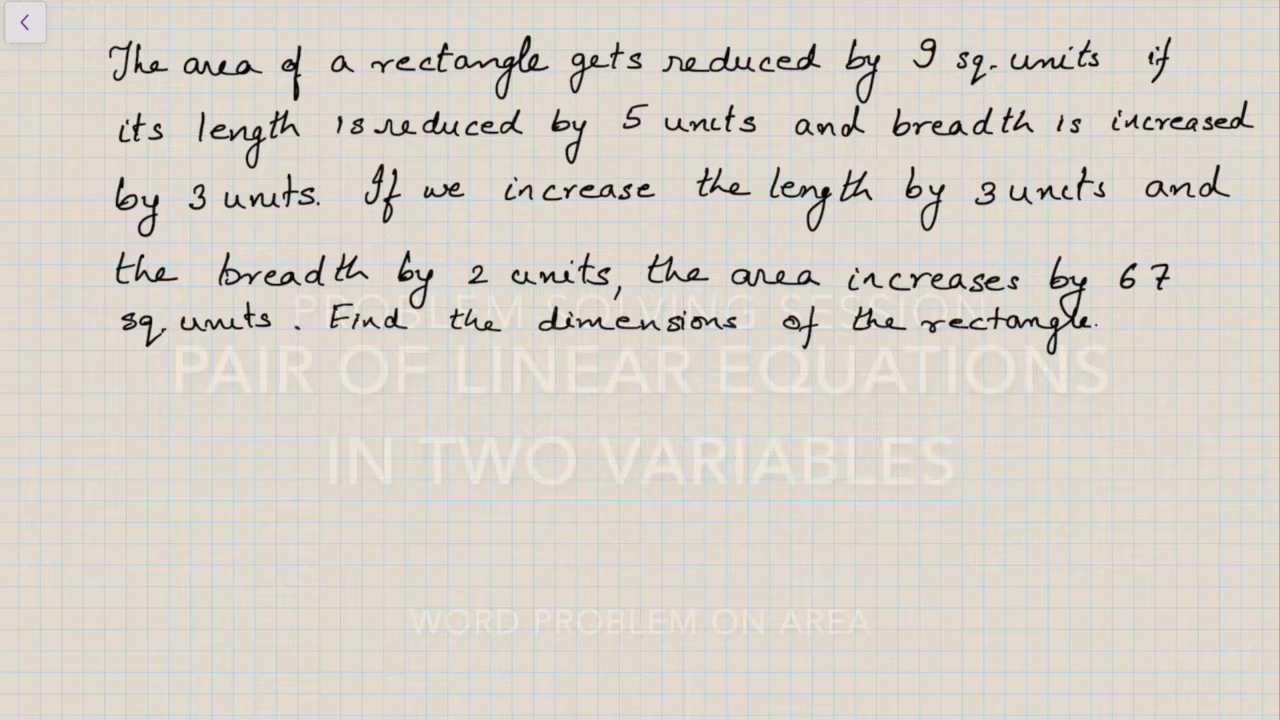 The area of a rectangle gets reduced by 9 sq. units if
its length is reduced by 5 units and breadth is increased
by 3 units. If we increase the length by 3 units and
the breadth by 2 units, the area increases by 67
sq. units. Find the dimensions of the rectangle.
PROBLEM SOLVING SESSION
PAIR OF LINEAR EQUATIONS
IN TWO VARIABLES
WORD PROBLEM ON AREA